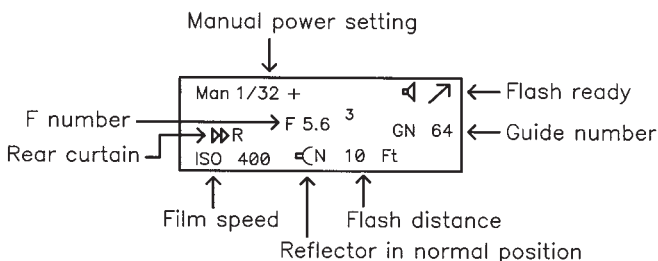 Manual power setting
Man 1/32 +
Flash ready
F number
F 5.6 3
GN 64
Guide number
Rear curtain
R
ISO 400
N 10 Ft
Film speed
Flash distance
Reflector in normal position